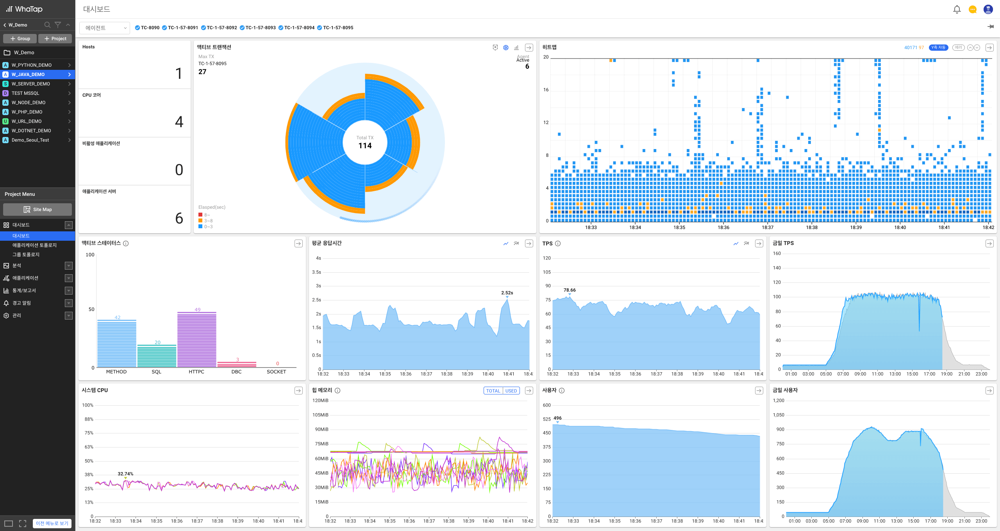 WhaTap
W_Demo
Group
Project
W_Demo
A W_PYTHON_DEMO
A W_JAVA_DEMO
S W_SERVER_DEMO
D TEST MSSQL
A W_NODE_DEMO
A W_PHP_DEMO
U W_URL_DEMO
A W_DOTNET_DEMO
A Demo_Seoul_Test
Project Menu
Site Map
대시보드
대시보드
애플리케이션 토폴로지
그룹 토폴로지
분석
애플리케이션
통계/보고서
경고 알림
관리
이전 메뉴로 보기
대시보드
에이전트
TC-8090 TC-1-57-8091 TC-1-57-8092 TC-1-57-8093 TC-1-57-8094 TC-1-57-8095
Hosts
1
CPU 코어
4
비활성 애플리케이션
0
애플리케이션 서버
6
액티브 트랜잭션
Max TX
TC-1-57-8095
27
Agent
Active
6
Total TX
114
Elasped(sec)
8~
3~8
0~3
히트맵
40171 97 Y축 자동 에러
20
16
12
8
4
0
18:33 18:34 18:35 18:36 18:37 18:38 18:39 18:40 18:41 18:42
액티브 스테이터스
100
50
0
42
20
49
3
0
METHOD SQL HTTPC DBC SOCKET
평균 응답시간
4s
3.5s
3s
2.5s
2s
1.5s
1s
0.5s
0
2.52s
18:32 18:33 18:34 18:35 18:36 18:37 18:38 18:39 18:40 18:41 18:4
TPS
120
105
90
75
60
45
30
15
0
78.66
18:32 18:33 18:34 18:35 18:36 18:37 18:38 18:39 18:40 18:41 18:4
금일 TPS
160
140
120
100
80
60
40
20
0
01:00 03:00 05:00 07:00 09:00 11:00 13:00 15:00 17:00 19:00 21:00 23:00
시스템 CPU
100%
88%
75%
63%
50%
38%
25%
13%
0
32.74%
18:32 18:33 18:34 18:35 18:36 18:37 18:38 18:39 18:40 18:41 18:4
힙 메모리
TOTAL USED
120MiB
105MiB
90MiB
75MiB
60MiB
45MiB
30MiB
15MiB
0
18:32 18:33 18:34 18:35 18:36 18:37 18:38 18:39 18:40 18:41 18:42
사용자
600
525
450
375
300
225
150
75
0
496
18:32 18:33 18:34 18:35 18:36 18:37 18:38 18:39 18:40 18:41 18:4
금일 사용자
1,200
1,050
900
750
600
450
300
150
0
01:00 03:00 05:00 07:00 09:00 11:00 13:00 15:00 17:00 19:00 21:00 23:00